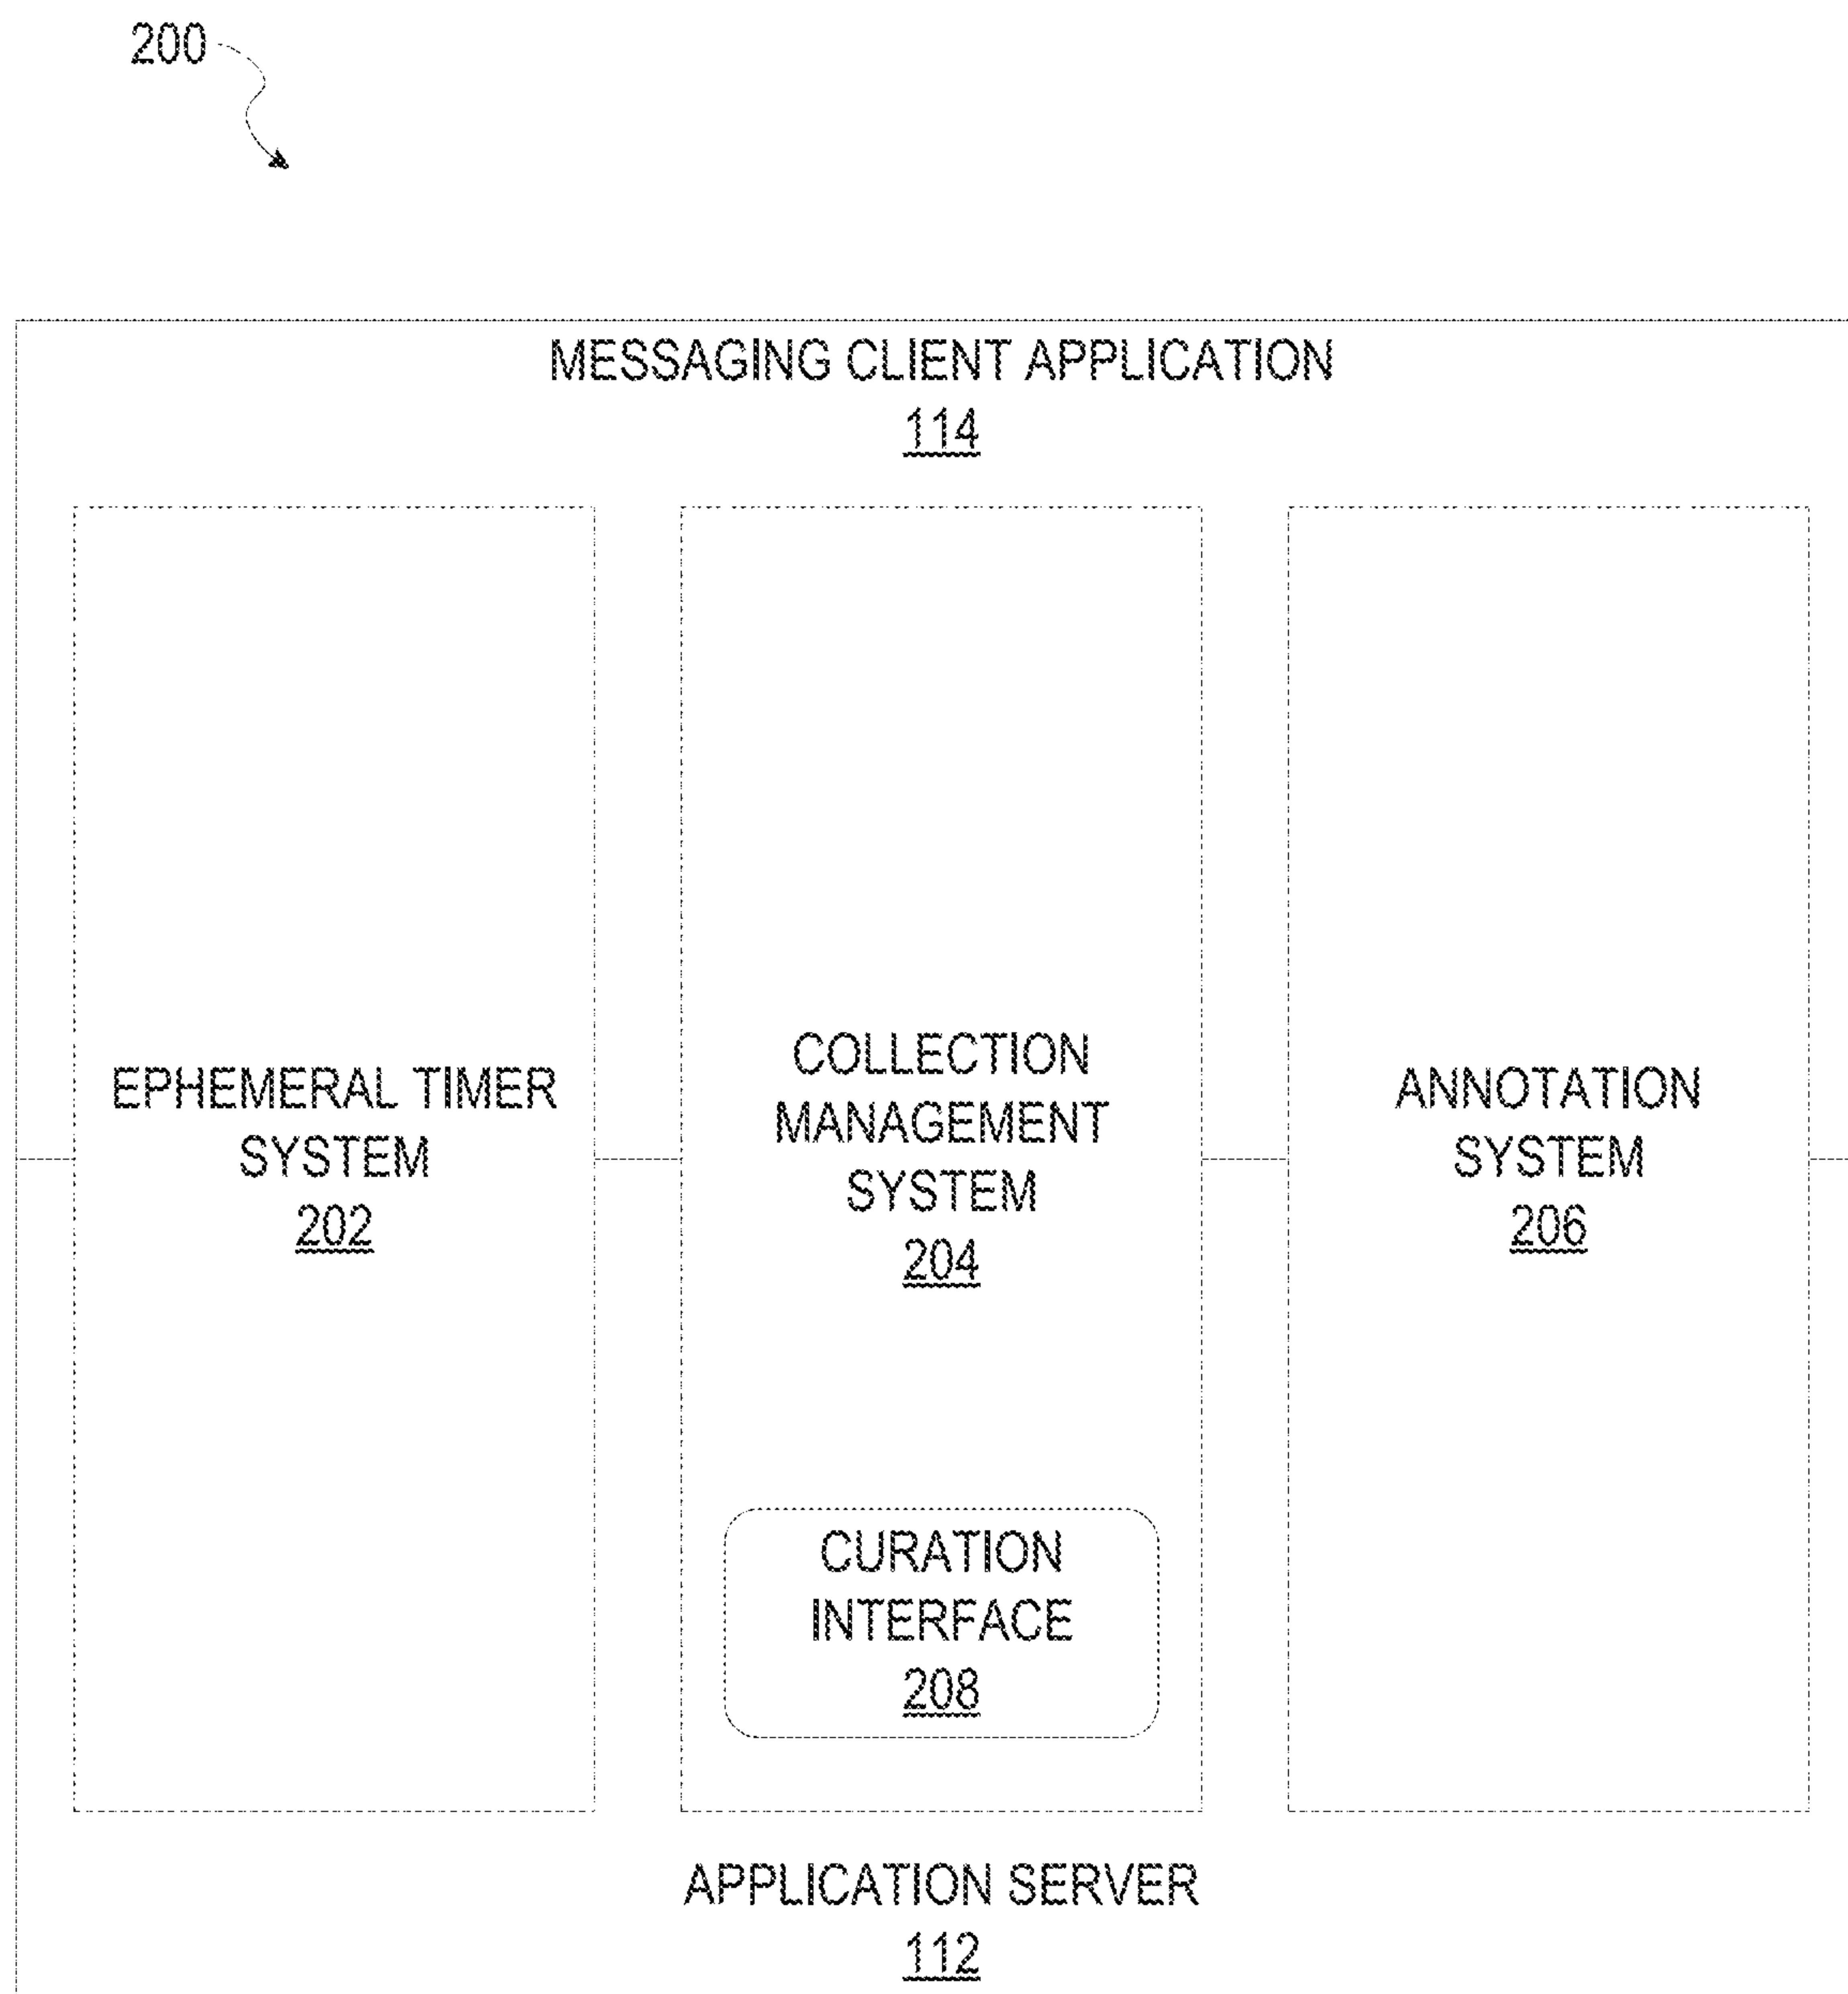 200
MESSAGING CLIENT APPLICATION
114
EPHEMERAL TIMER
SYSTEM
202
COLLECTION
MANAGEMENT
SYSTEM
204
ANNOTATION
SYSTEM
206
CURATION
INTERFACE
208
APPLICATION SERVER
112